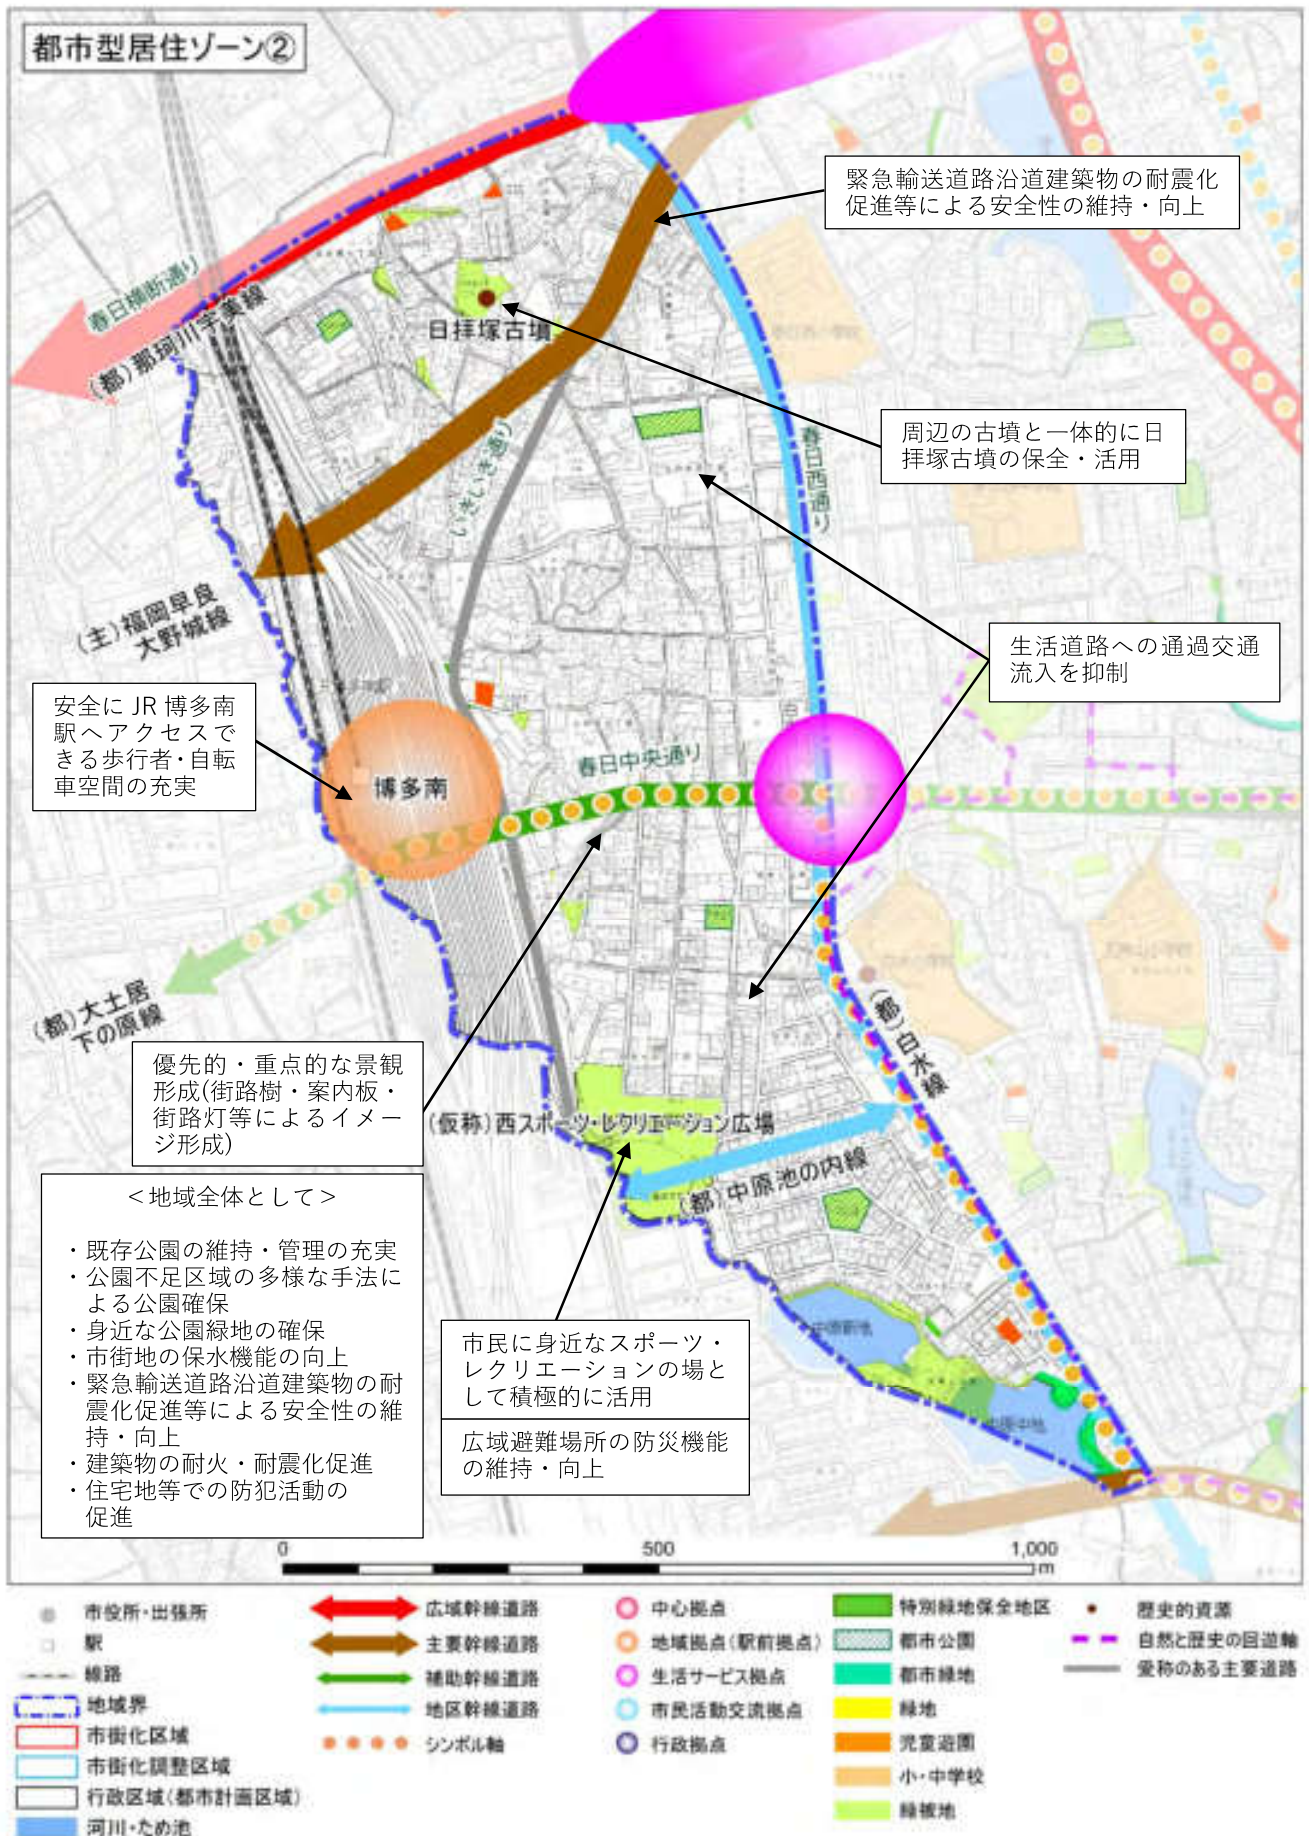 都市型居住ゾーン②
緊急輸送道路沿道建築物の耐震化
促進等による安全性の維持・向上
春日横断通り
(都)那珂川宇美線
日拝塚古墳
周辺の古墳と一体的に日
拝塚古墳の保全・活用
春日西通り
いきいき通り
(主)福岡早良
大野城線
生活道路への通過交通
流入を抑制
安全に JR 博多南
駅へアクセスで
きる歩行者・自転
車空間の充実
博多南
春日中央通り
(都)大土居
下の原線
(都)白水線
優先的・重点的な景観
形成(街路樹・案内板・
街路灯等によるイメー
ジ形成)
(仮称)西スポーツ・レクリエーション広場
(都)中原池の内線
<地域全体として>
・既存公園の維持・管理の充実
・公園不足区域の多様な手法に
よる公園確保
・身近な公園緑地の確保
・市街地の保水機能の向上
・緊急輸送道路沿道建築物の耐
震化促進等による安全性の維
持・向上
・建築物の耐火・耐震化促進
・住宅地等での防犯活動の
促進
市民に身近なスポーツ・
レクリエーションの場と
して積極的に活用
広域避難場所の防災機能
の維持・向上
中原新池
中原中池
0 500 1,000
m
市役所・出張所
駅
線路
地域界
市街化区域
市街化調整区域
行政区域(都市計画区域)
河川・ため池
広域幹線道路
主要幹線道路
補助幹線道路
地区幹線道路
シンボル軸
中心拠点
地域拠点(駅前拠点)
生活サービス拠点
市民活動交流拠点
行政拠点
特別緑地保全地区
都市公園
都市緑地
緑地
児童遊園
小・中学校
緑被地
歴史的資源
自然と歴史の回遊軸
愛称のある主要道路